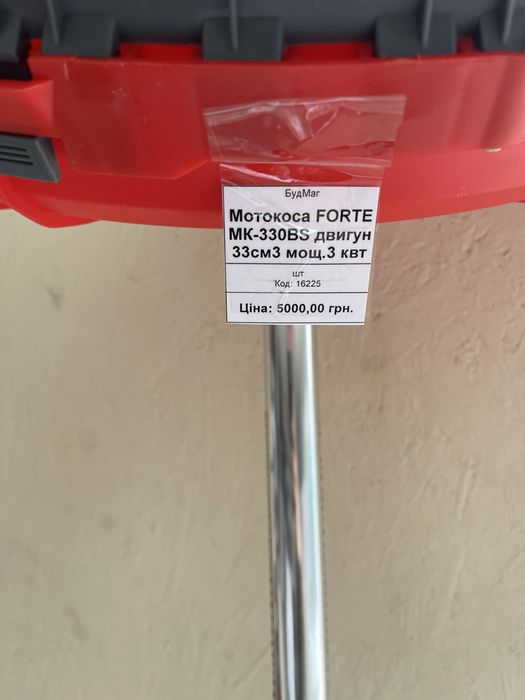 БудМаг
Мотокоса FORTE
МК-330BS двигун
33см3 мощ.3 квт
шт
Код: 16225
Ціна: 5000,00 грн.